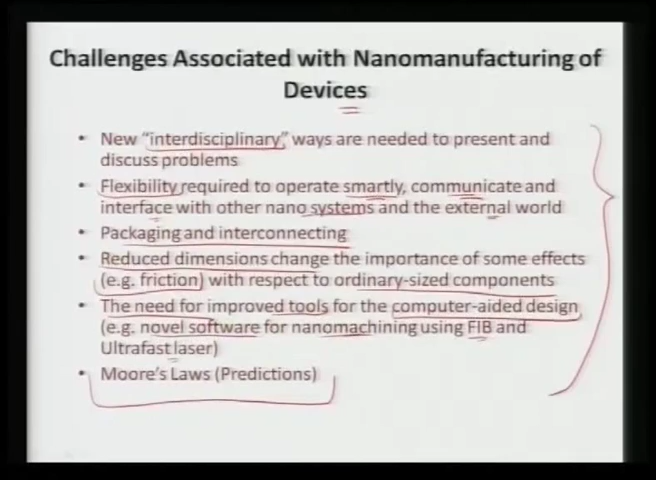 Challenges Associated with Nanomanufacturing of
Devices
• New "interdisciplinary" ways are needed to present and
discuss problems
• Flexibility required to operate smartly, communicate and
interface with other nano systems and the external world
• Packaging and interconnecting
• Reduced dimensions change the importance of some effects
(e.g. friction) with respect to ordinary-sized components
• The need for improved tools for the computer-aided design
(e.g. novel software for nanomachining using FIB and
Ultrafast laser)
• Moore's Laws (Predictions)